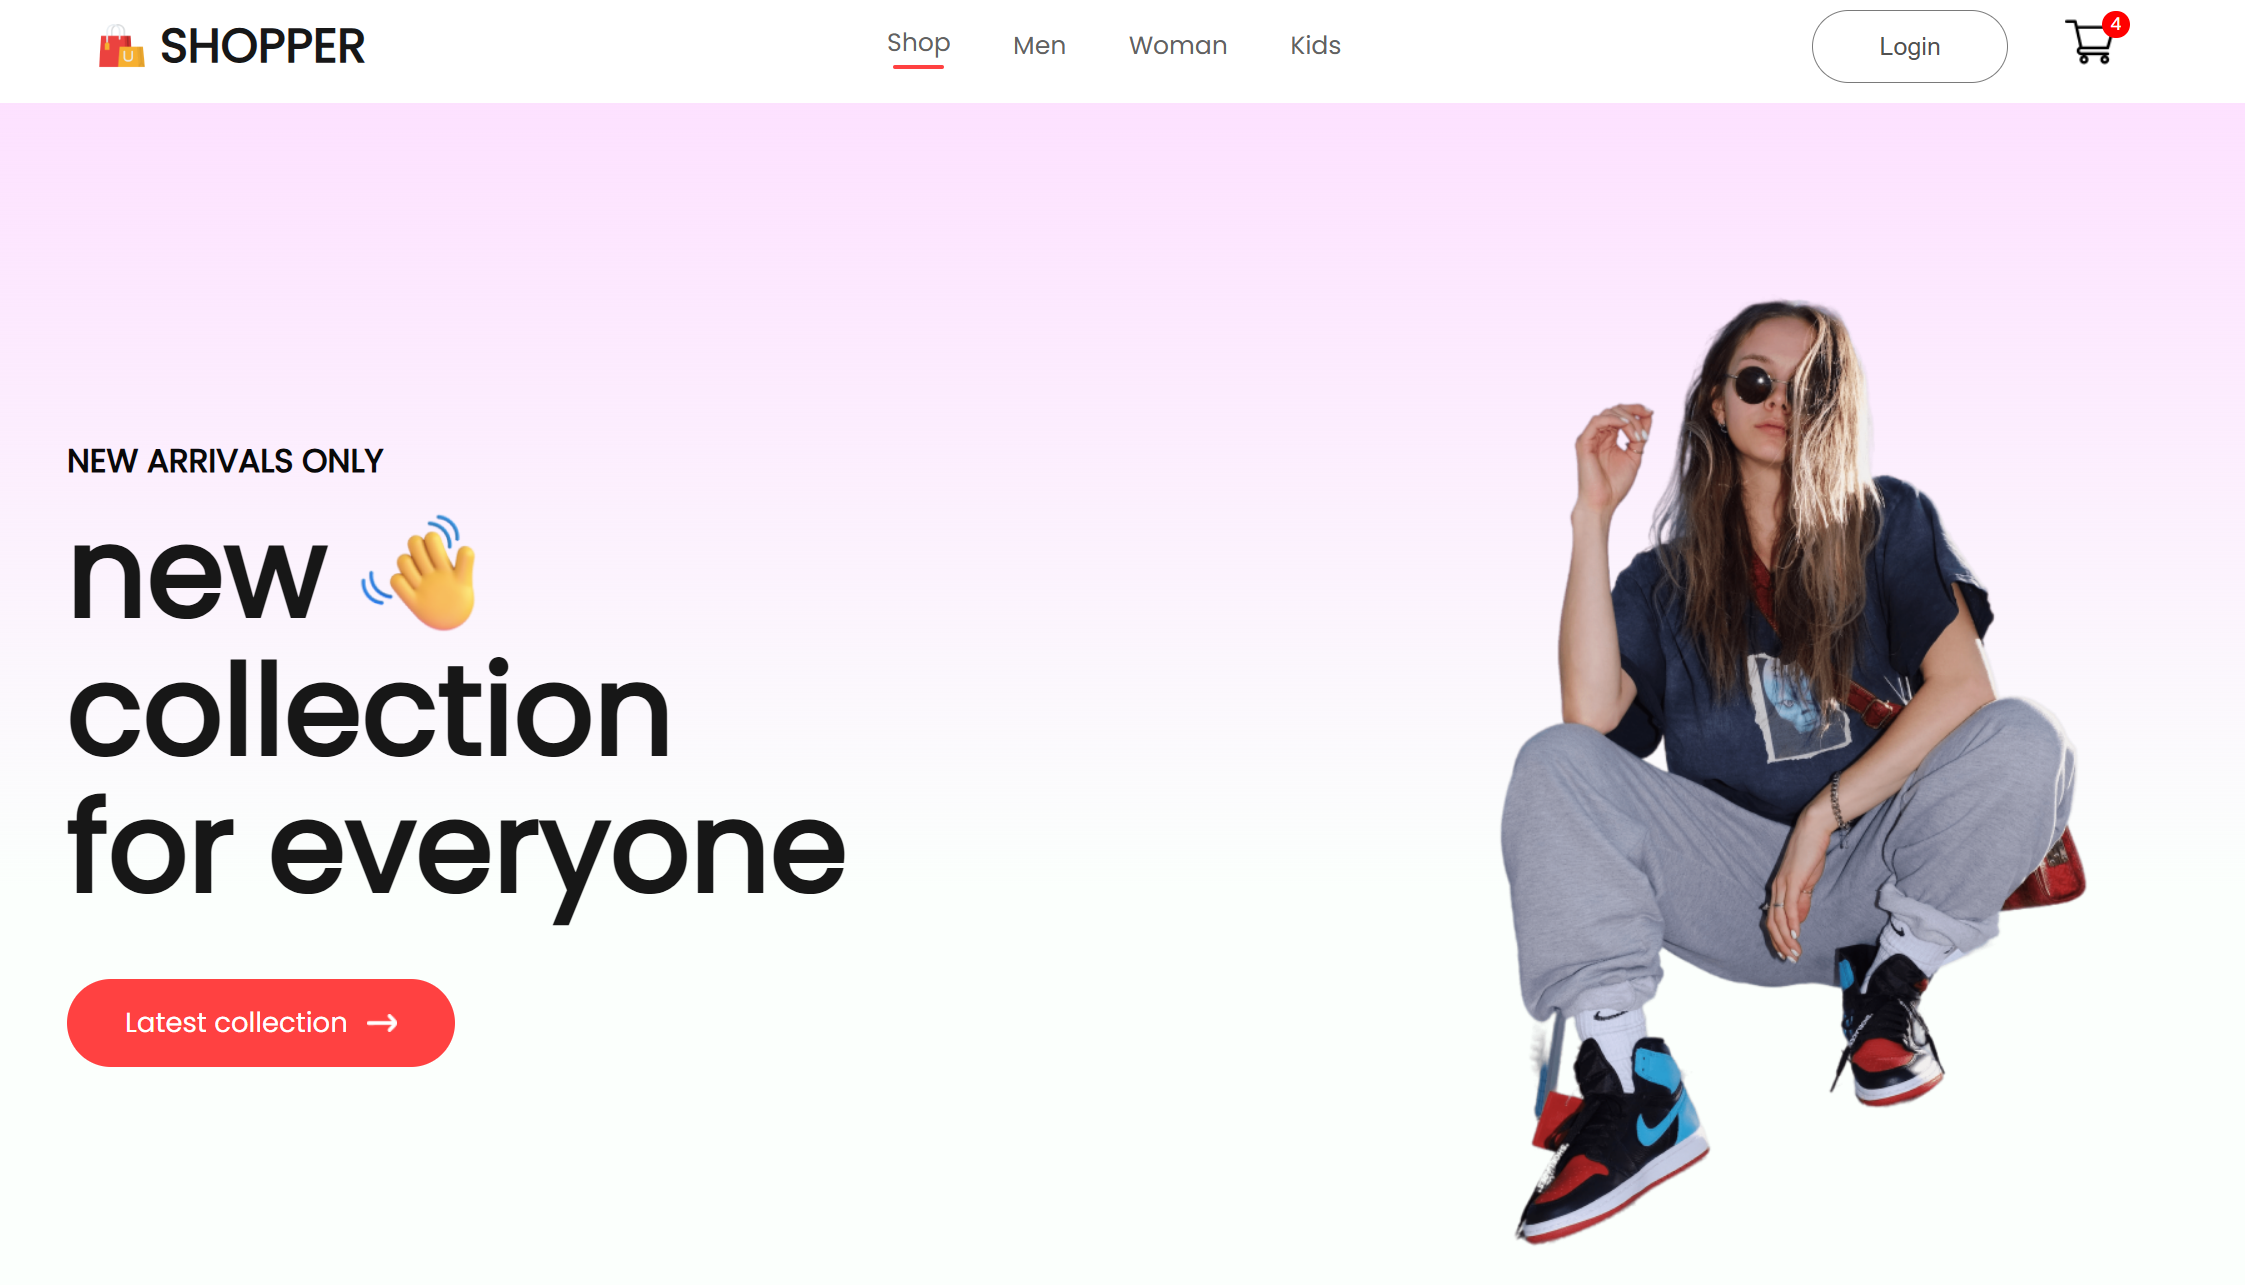 SHOPPER
Shop Men Woman Kids
Login
4
NEW ARRIVALS ONLY
new
collection
for everyone
Latest collection